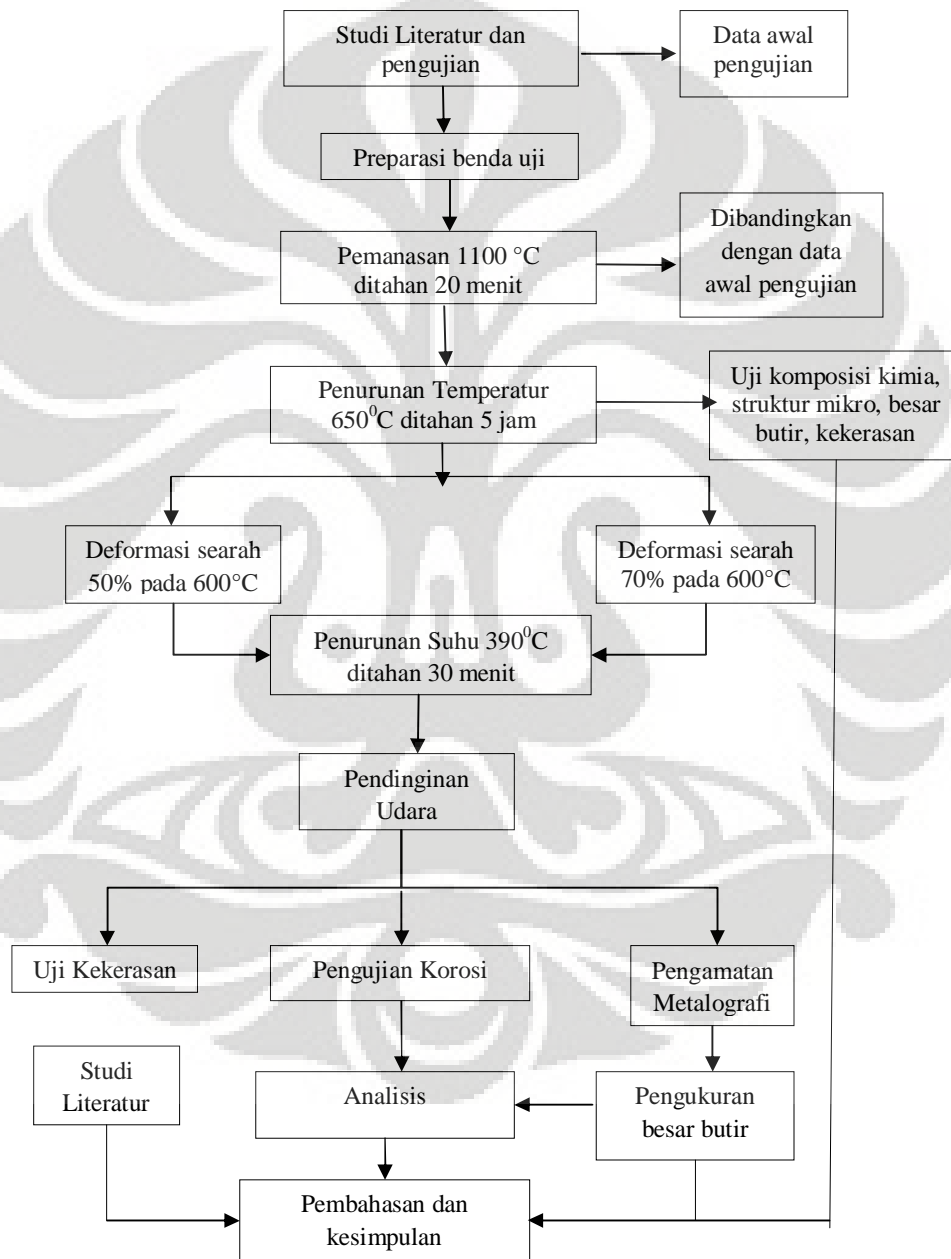 Studi Literatur dan
pengujian
Data awal
pengujian
Preparasi benda uji
Pemanasan 1100 °C
ditahan 20 menit
Dibandingkan
dengan data
awal pengujian
Penurunan Temperatur
650⁰C ditahan 5 jam
Uji komposisi kimia,
struktur mikro, besar
butir, kekerasan
Deformasi searah
50% pada 600°C
Deformasi searah
70% pada 600°C
Penurunan Suhu 390⁰C
ditahan 30 menit
Pendinginan
Udara
Uji Kekerasan
Pengujian Korosi
Pengamatan
Metalografi
Studi
Literatur
Analisis
Pengukuran
besar butir
Pembahasan dan
kesimpulan